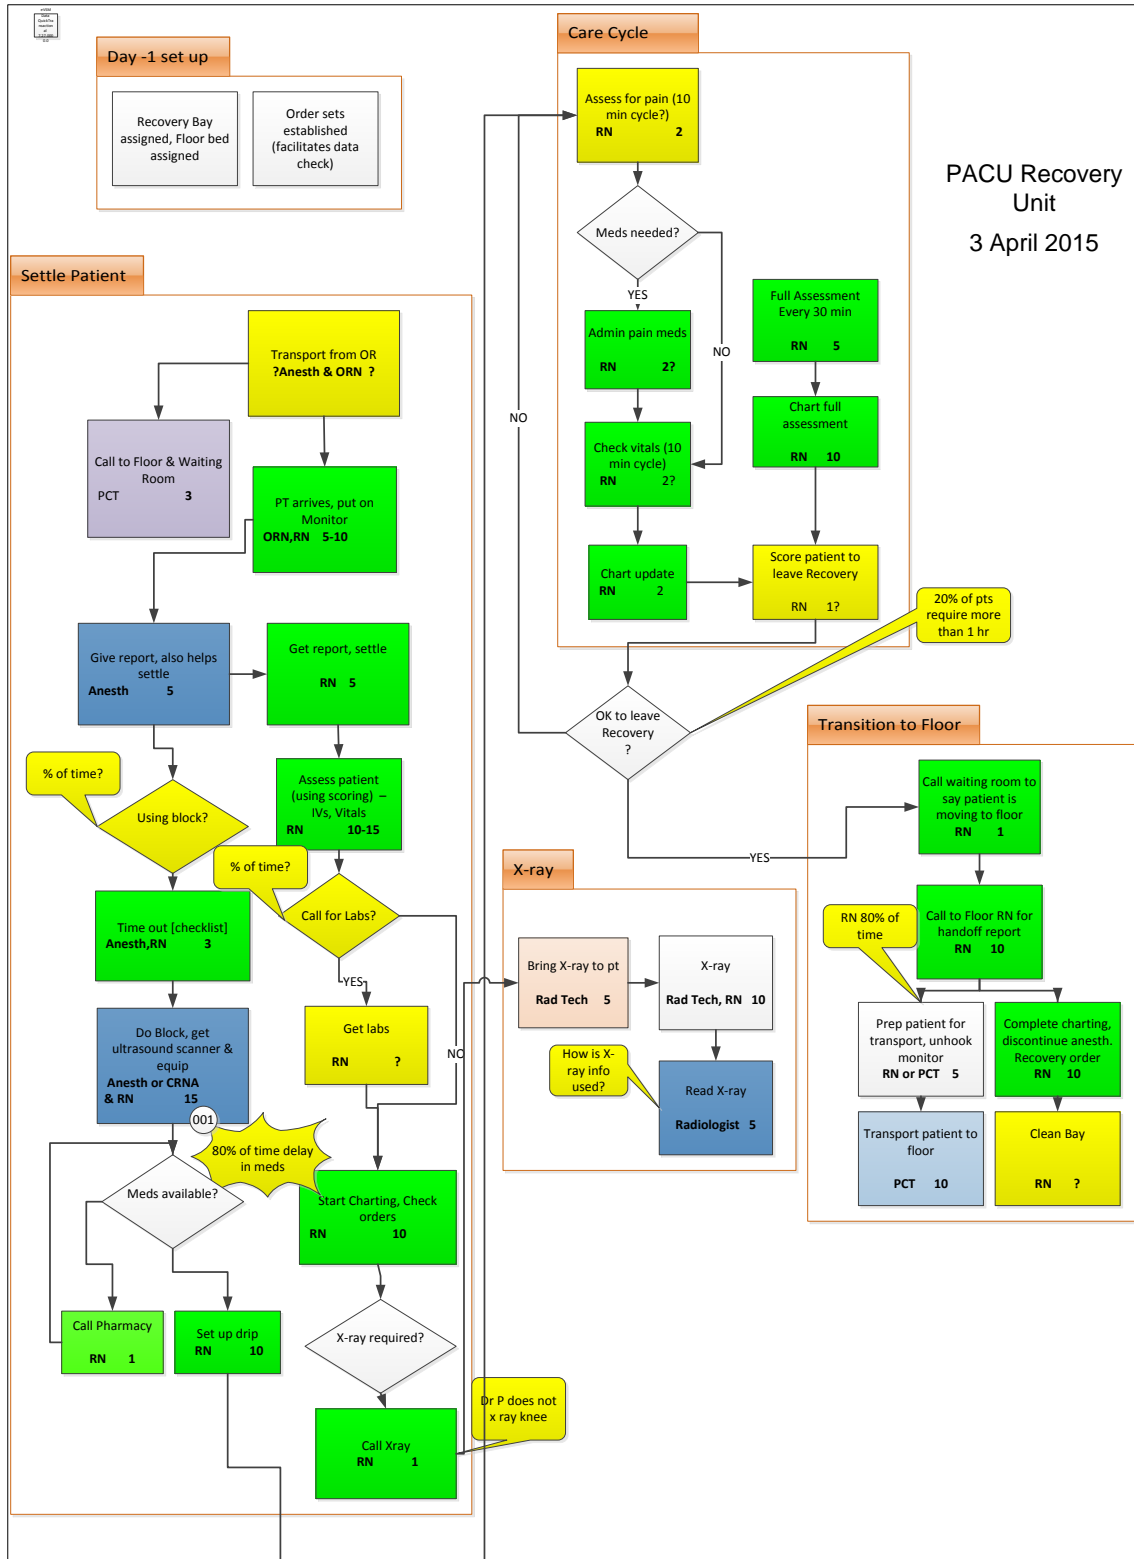 eVSM
Data
Day -1 set up
Recovery Bay
assigned, Floor bed
assigned
Order sets
established
(facilitates data
check)
Care Cycle
Assess for pain (10
min cycle?)
RN 2
Meds needed?
YES
NO
Admin pain meds
RN 2?
Check vitals (10
min cycle)
RN 2?
Chart update
RN 2
Full Assessment
Every 30 min
RN 5
Chart full
assessment
RN 10
Score patient to
leave Recovery
RN 1?
NO
OK to leave
Recovery
?
20% of pts
require more
than 1 hr
YES
PACU Recovery
Unit
3 April 2015
Settle Patient
Transport from OR
?Anesth & ORN ?
Call to Floor & Waiting
Room
PCT 3
PT arrives, put on
Monitor
ORN,RN 5-10
Give report, also helps
settle
Anesth 5
Get report, settle
RN 5
% of time?
Using block?
Assess patient
(using scoring) –
IVs, Vitals
RN 10-15
% of time?
Call for Labs?
YES
NO
Time out [checklist]
Anesth,RN 3
Get labs
RN ?
Do Block, get
ultrasound scanner &
equip
Anesth or CRNA
& RN 15
001
80% of time delay
in meds
Meds available?
Start Charting, Check
orders
RN 10
Call Pharmacy
RN 1
Set up drip
RN 10
X-ray required?
Call Xray
RN 1
Dr P does not
x ray knee
X-ray
Bring X-ray to pt
Rad Tech 5
X-ray
Rad Tech, RN 10
How is X-
ray info
used?
Read X-ray
Radiologist 5
Transition to Floor
Call waiting room to
say patient is
moving to floor
RN 1
RN 80% of
time
Call to Floor RN for
handoff report
RN 10
Prep patient for
transport, unhook
monitor
RN or PCT 5
Complete charting,
discontinue anesth.
Recovery order
RN 10
Transport patient to
floor
PCT 10
Clean Bay
RN ?